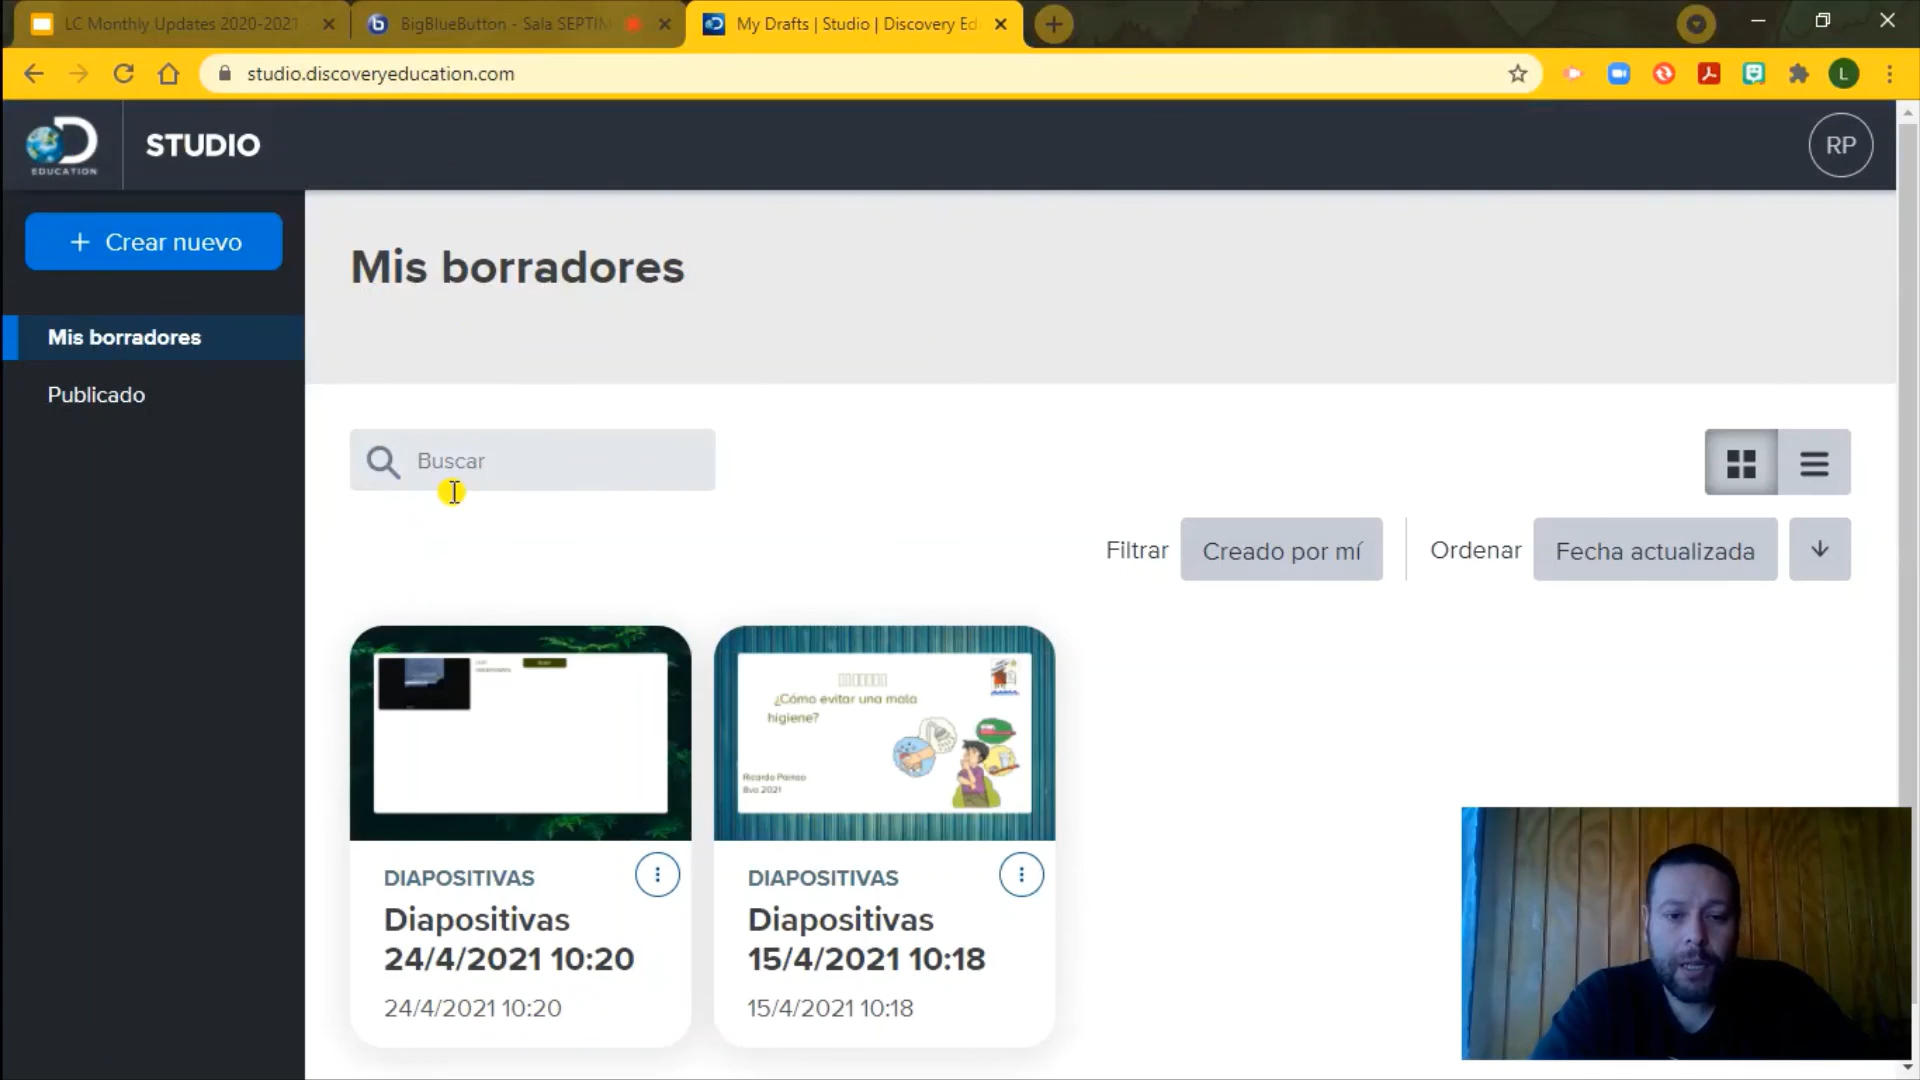 LC Monthly Updates 2020-2021
BigBlueButton - Sala SEPTIM
My Drafts | Studio | Discovery Ed
studio.discoveryeducation.com
L
EDUCATION
STUDIO
RP
+ Crear nuevo
Mis borradores
Publicado
Mis borradores
Buscar
Filtrar
Creado por mí
Ordenar
Fecha actualizada
¿Cómo evitar una mala
higiene?
8vo 2021
DIAPOSITIVAS
Diapositivas
24/4/2021 10:20
24/4/2021 10:20
DIAPOSITIVAS
Diapositivas
15/4/2021 10:18
15/4/2021 10:18